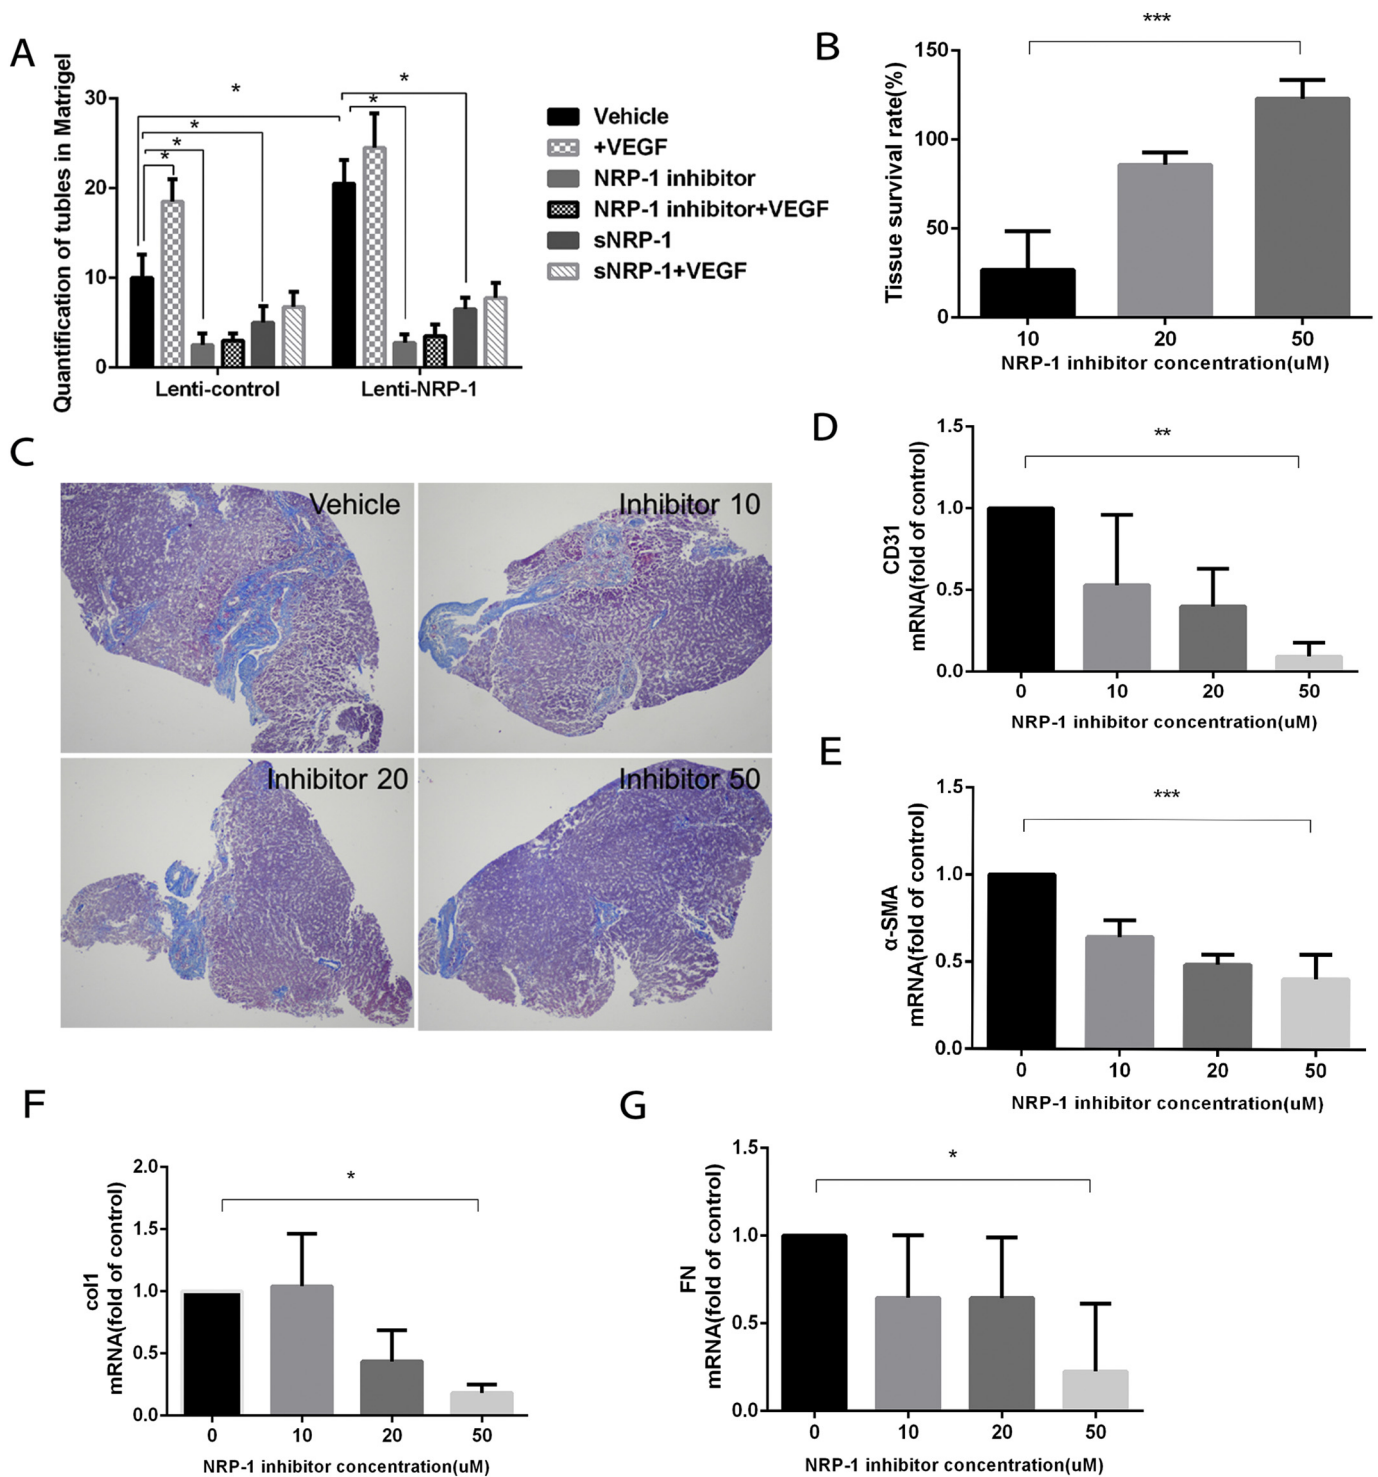 A
Quantification of tubles in Matrigel
30
20
10
0
*
*
*
*
*
*
Lenti-control
Lenti-NRP-1
Vehicle
+VEGF
NRP-1 inhibitor
NRP-1 inhibitor+VEGF
sNRP-1
sNRP-1+VEGF
B
Tissue survival rate(%)
150
100
50
0
***
10
20
50
NRP-1 inhibitor concentration(uM)
C
Vehicle
Inhibitor 10
Inhibitor 20
Inhibitor 50
D
CD31
mRNA(fold of control)
1.5
1.0
0.5
0.0
**
0
10
20
50
NRP-1 inhibitor concentration(uM)
E
α-SMA
mRNA(fold of control)
1.5
1.0
0.5
0.0
***
0
10
20
50
NRP-1 inhibitor concentration(uM)
F
col1
mRNA(fold of control)
2.0
1.5
1.0
0.5
0.0
*
0
10
20
50
NRP-1 inhibitor concentration(uM)
G
FN
mRNA(fold of control)
1.5
1.0
0.5
0.0
*
0
10
20
50
NRP-1 inhibitor concentration(uM)